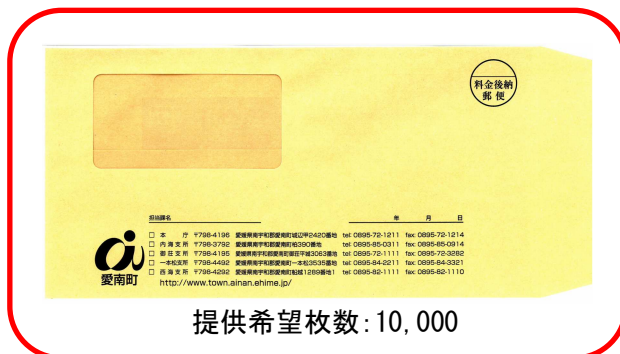 料金後納
郵便
担当課名 年 月 日
□ 本庁 〒798-4196 愛媛県南宇和郡愛南町城辺甲2420番地 tel: 0895-72-1211 fax: 0895-72-1214
□ 内海支所 〒798-3792 愛媛県南宇和郡愛南町柏390番地 tel: 0895-85-0311 fax: 0895-85-0914
□ 御荘支所 〒798-4195 愛媛県南宇和郡愛南町御荘平城3063番地 tel: 0895-72-1111 fax: 0895-73-3282
□ 一本松支所 〒798-4492 愛媛県南宇和郡愛南町一本松3535番地 tel: 0895-84-2211 fax: 0895-84-3321
□ 西海支所 〒798-4292 愛媛県南宇和郡愛南町船越1289番地1 tel: 0895-82-1111 fax: 0895-82-1110
愛南町
http://www.town.ainan.ehime.jp/
提供希望枚数:10,000